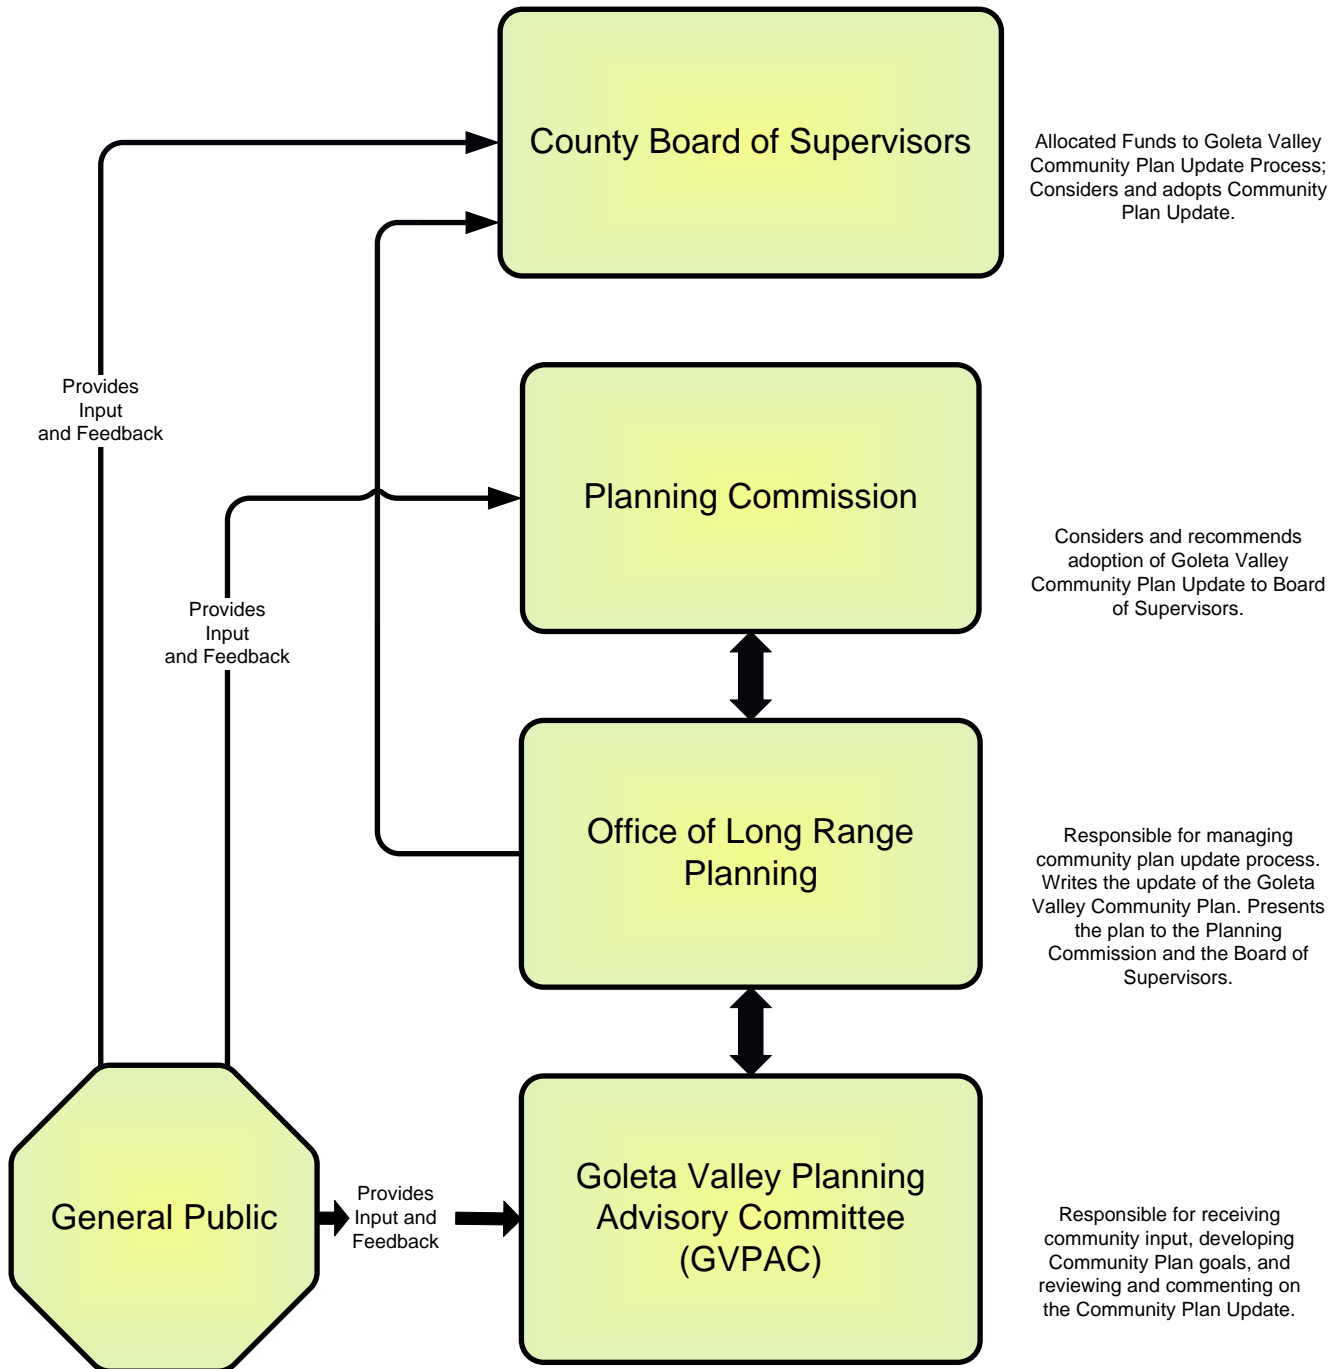 County Board of Supervisors
Allocated Funds to Goleta Valley
Community Plan Update Process;
Considers and adopts Community
Plan Update.
Provides
Input
and Feedback
Planning Commission
Considers and recommends
adoption of Goleta Valley
Community Plan Update to Board
of Supervisors.
Provides
Input
and Feedback
Office of Long Range
Planning
Responsible for managing
community plan update process.
Writes the update of the Goleta
Valley Community Plan. Presents
the plan to the Planning
Commission and the Board of
Supervisors.
General Public
Provides
Input and
Feedback
Goleta Valley Planning
Advisory Committee
(GVPAC)
Responsible for receiving
community input, developing
Community Plan goals, and
reviewing and commenting on
the Community Plan Update.